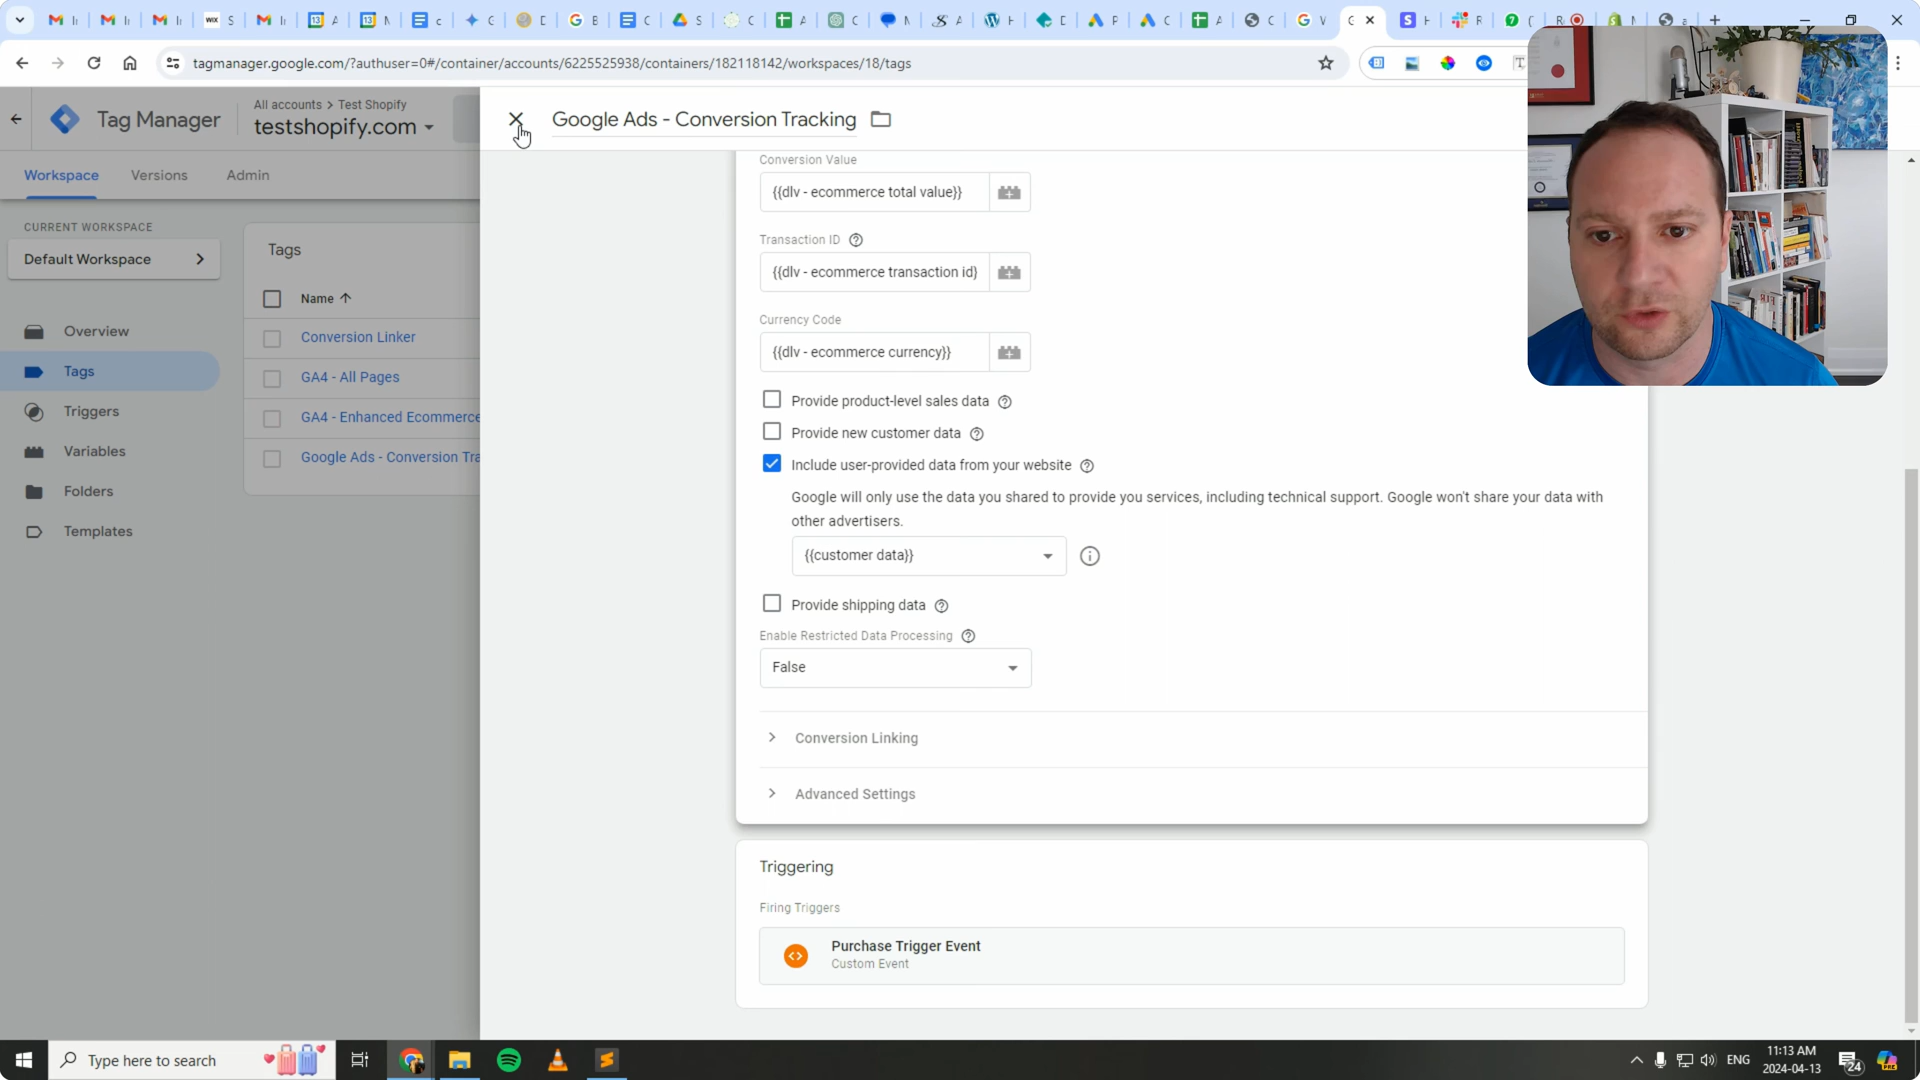 tagmanager.google.com/?authuser=0#/container/accounts/6225525938/containers/182118142/workspaces/18/tags
Tag Manager
All accounts > Test Shopify
testshopify.com
Google Ads - Conversion Tracking
Workspace
Versions
Admin
CURRENT WORKSPACE
Default Workspace
Overview
Tags
Triggers
Variables
Folders
Templates
Tags
Name
Conversion Linker
GA4 - All Pages
GA4 - Enhanced Ecommerce
Google Ads - Conversion Tra
Conversion Value
{{dlv - ecommerce total value}}
Transaction ID
{{dlv - ecommerce transaction id}
Currency Code
{{dlv - ecommerce currency}}
Provide product-level sales data
Provide new customer data
Include user-provided data from your website
Google will only use the data you shared to provide you services, including technical support. Google won't share your data with
other advertisers.
{{customer data}}
Provide shipping data
Enable Restricted Data Processing
False
Conversion Linking
Advanced Settings
Triggering
Firing Triggers
Purchase Trigger Event
Custom Event
Type here to search
ENG
11:13 AM
2024-04-13
24